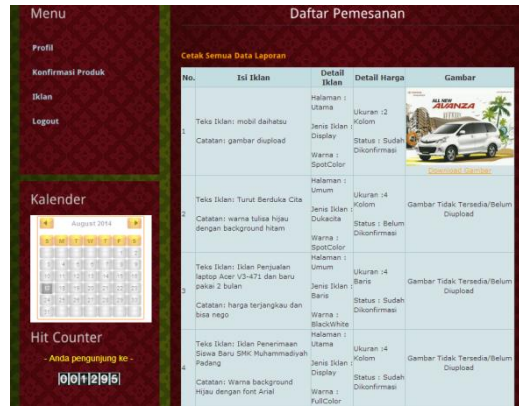 Menu
Profil
Konfirmasi Produk
Iklan
Logout
Kalender
August 2014
S M T W T F S
Hit Counter
- Anda pengunjung ke -
001295
Daftar Pemesanan
Cetak Semua Data Laporan
No. Isi Iklan Detail Iklan Detail Harga Gambar
1
Teks Iklan: mobil daihatsu
Catatan: gambar diupload
Halaman :
Utama
Jenis Iklan :
Display
Warna :
SpotColor
Ukuran :2
Kolom
Status : Sudah
Dikonfirmasi
ALL NEW
AVANZA
Download Gambar
2
Teks Iklan: Turut Berduka Cita
Catatan: warna tulisa hijau
dengan background hitam
Halaman :
Umum
Jenis Iklan :
Dukacita
Warna :
SpotColor
Ukuran :4
Kolom
Status : Belum
Dikonfirmasi
Gambar Tidak Tersedia/Belum
Diupload
3
Teks Iklan: Iklan Penjualan
laptop Acer V3-471 dan baru
pakai 2 bulan
Catatan: harga terjangkau dan
bisa nego
Halaman :
Umum
Jenis Iklan :
Baris
Warna :
BlackWhite
Ukuran :4
Baris
Status : Sudah
Dikonfirmasi
Gambar Tidak Tersedia/Belum
Diupload
4
Teks Iklan: Iklan Penerimaan
Siswa Baru SMK Muhammadiyah
Padang
Catatan: Warna background
Hijau dengan font Arial
Halaman :
Utama
Jenis Iklan :
Display
Warna :
FullColor
Ukuran :4
Kolom
Status : Sudah
Dikonfirmasi
Gambar Tidak Tersedia/Belum
Diupload